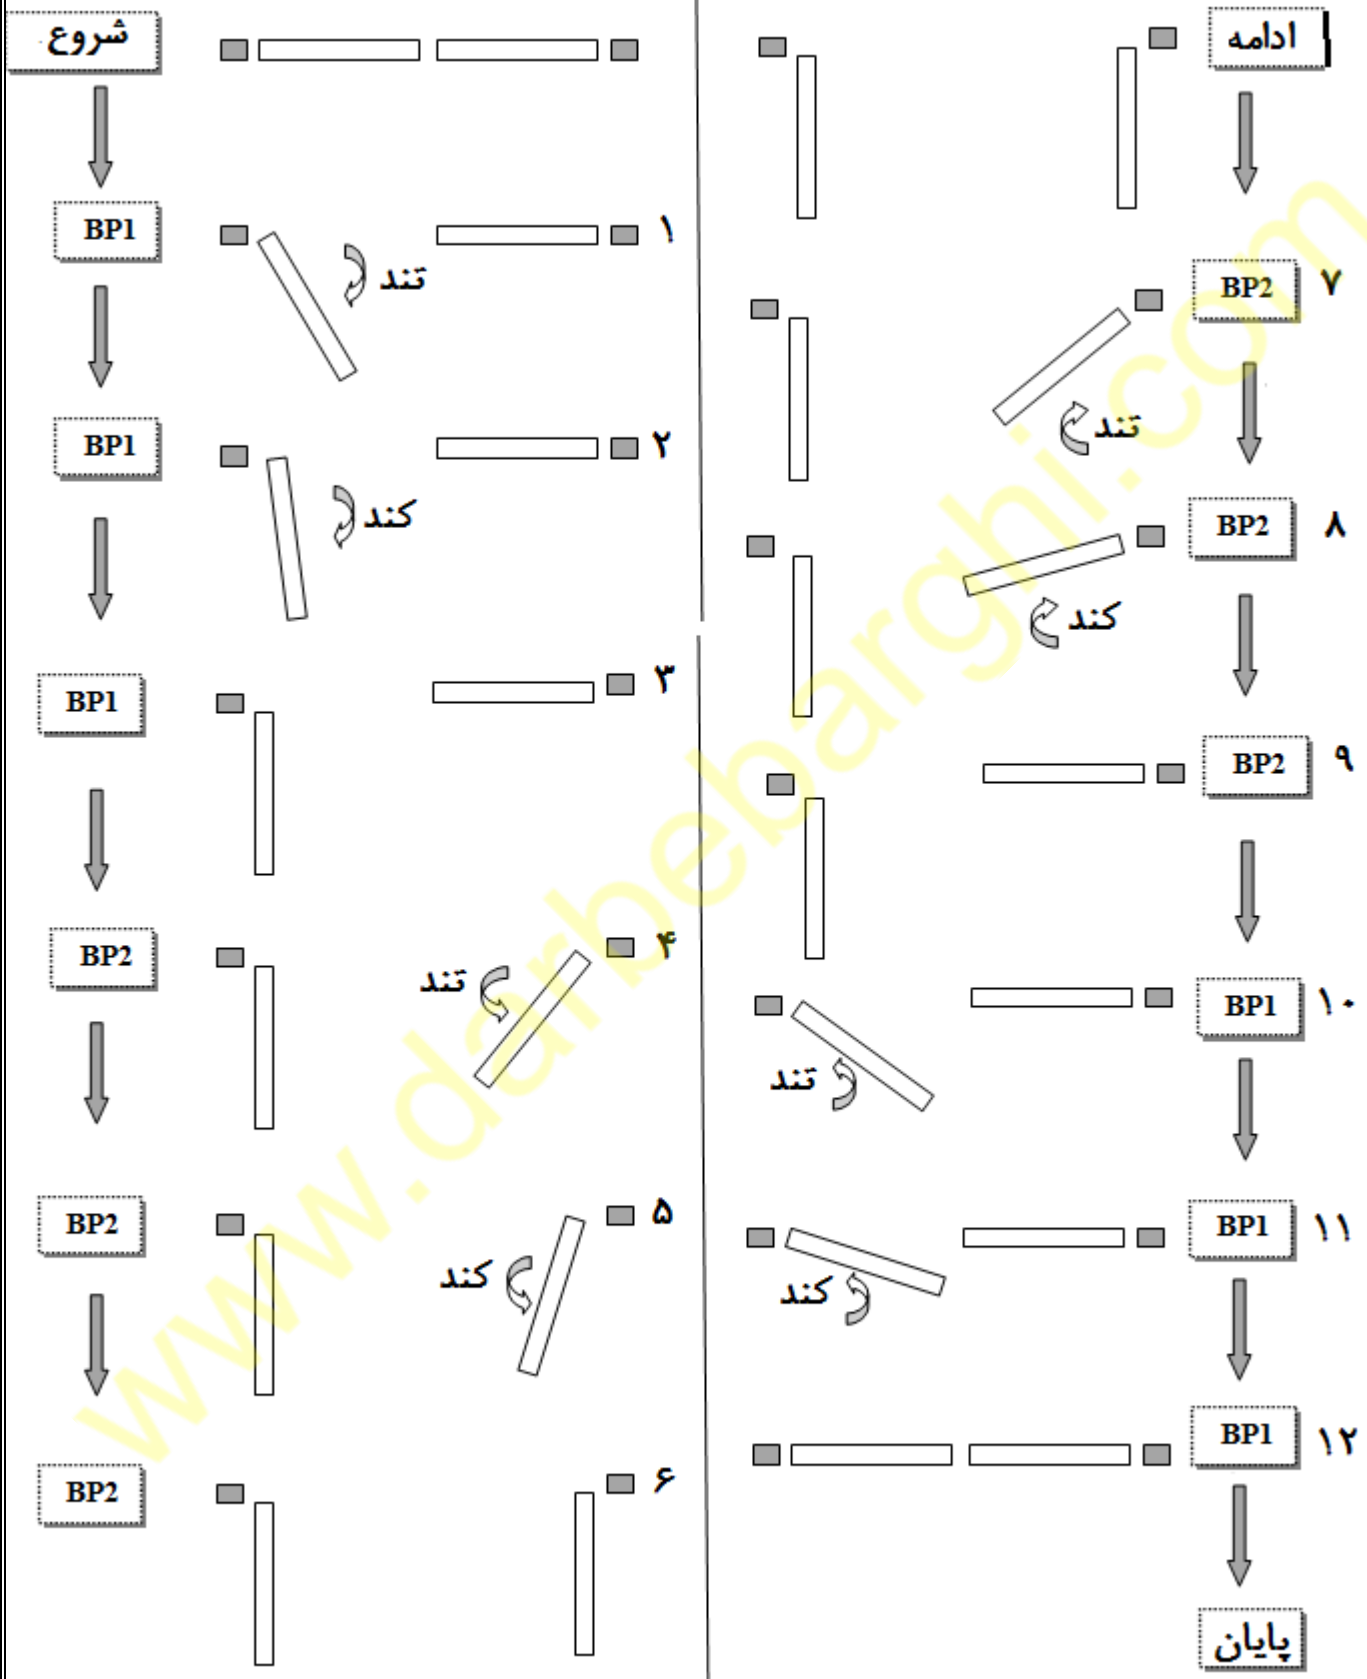 شروع
BP1
۱
تند
BP1
۲
کند
BP1
۳
BP2
۴
تند
BP2
۵
کند
BP2
۶
ادامه
BP2
۷
تند
BP2
۸
کند
BP2
۹
BP1
۱۰
تند
BP1
۱۱
کند
BP1
۱۲
پایان
www.darbebarghi.com